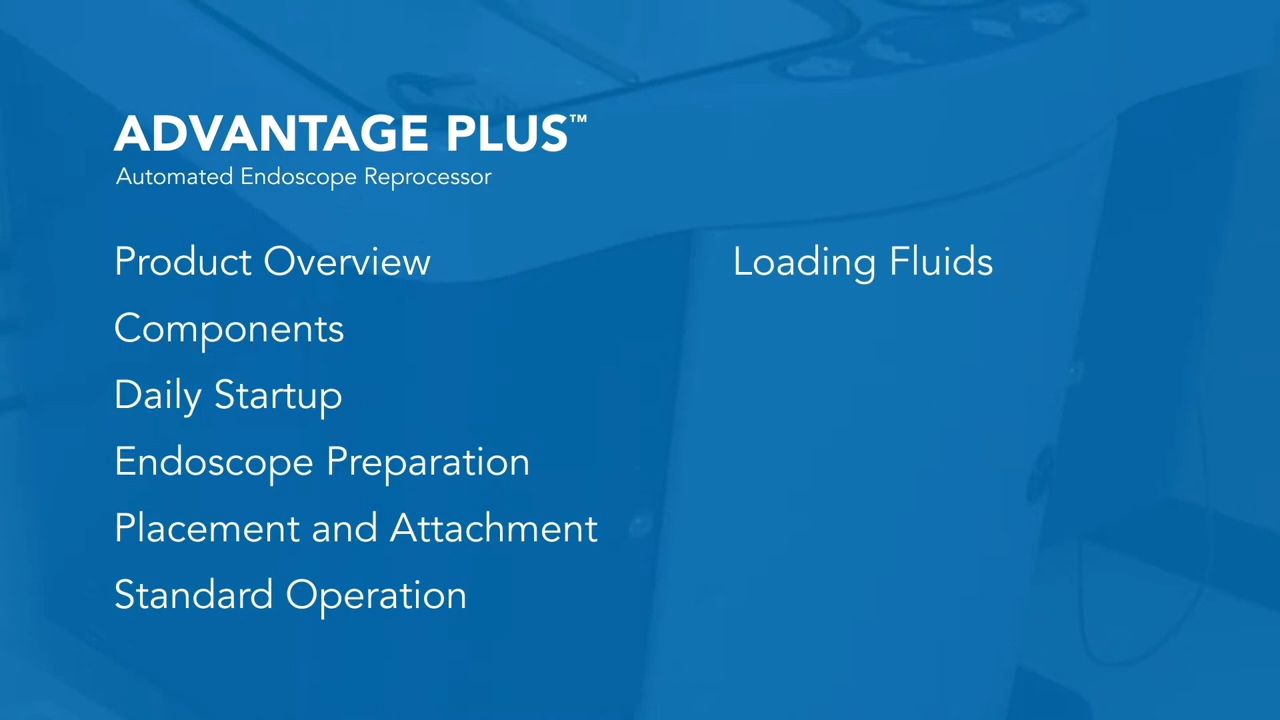 ADVANTAGE PLUS™
Automated Endoscope Reprocessor
Product Overview
Components
Daily Startup
Endoscope Preparation
Placement and Attachment
Standard Operation
Loading Fluids